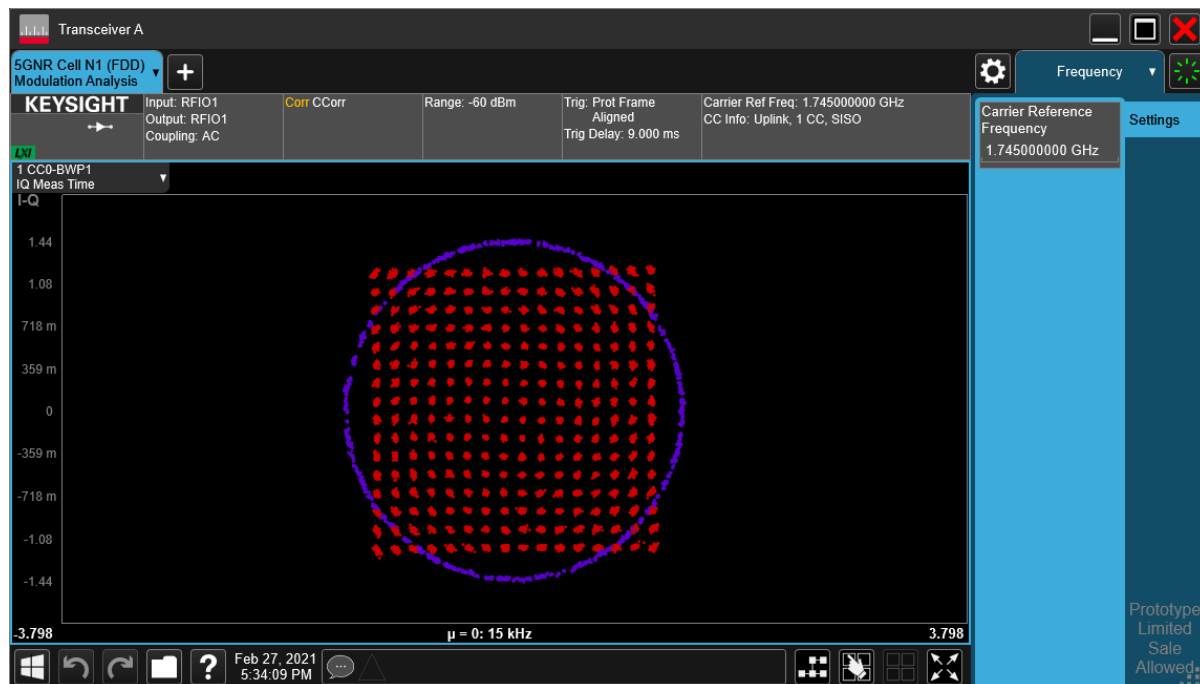 Transceiver A
5GNR Cell N1 (FDD)
Modulation Analysis
Frequency
KEYSIGHT
LXI
Input: RFIO1
Output: RFIO1
Coupling: AC
Corr CCorr
Range: -60 dBm
Trig: Prot Frame
Aligned
Trig Delay: 9.000 ms
Carrier Ref Freq: 1.745000000 GHz
CC Info: Uplink, 1 CC, SISO
Carrier Reference
Frequency
1.745000000 GHz
Settings
1 CC0-BWP1
IQ Meas Time
I-Q
1.44
1.08
718 m
359 m
0
-359 m
-718 m
-1.08
-1.44
-3.798
µ = 0: 15 kHz
3.798
Feb 27, 2021
5:34:09 PM
?
Prototype
Limited
Sale
Allowed